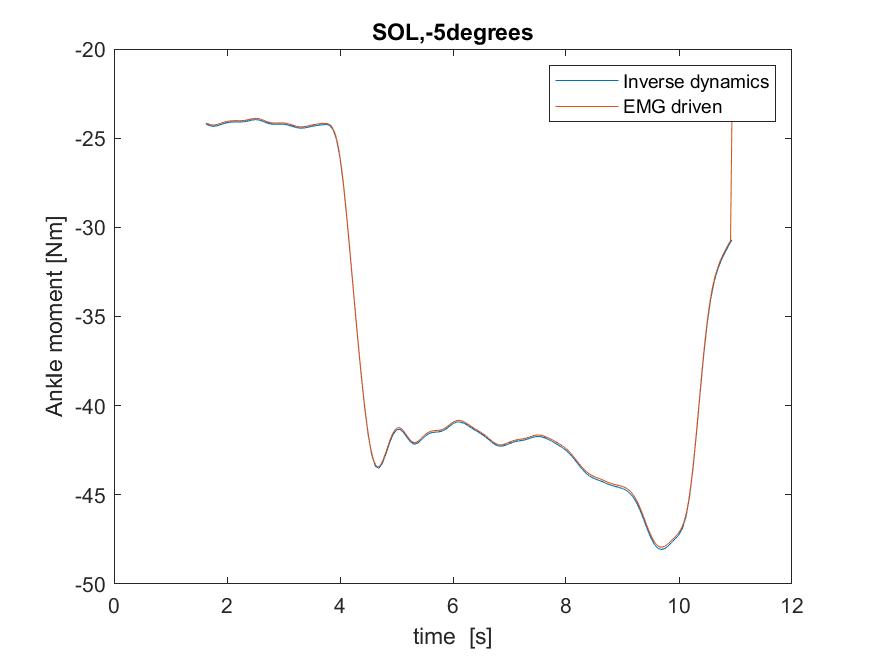 SOL,-5degrees
Inverse dynamics
EMG driven
Ankle moment [Nm]
-20
-25
-30
-35
-40
-45
-50
0 2 4 6 8 10 12
time [s]